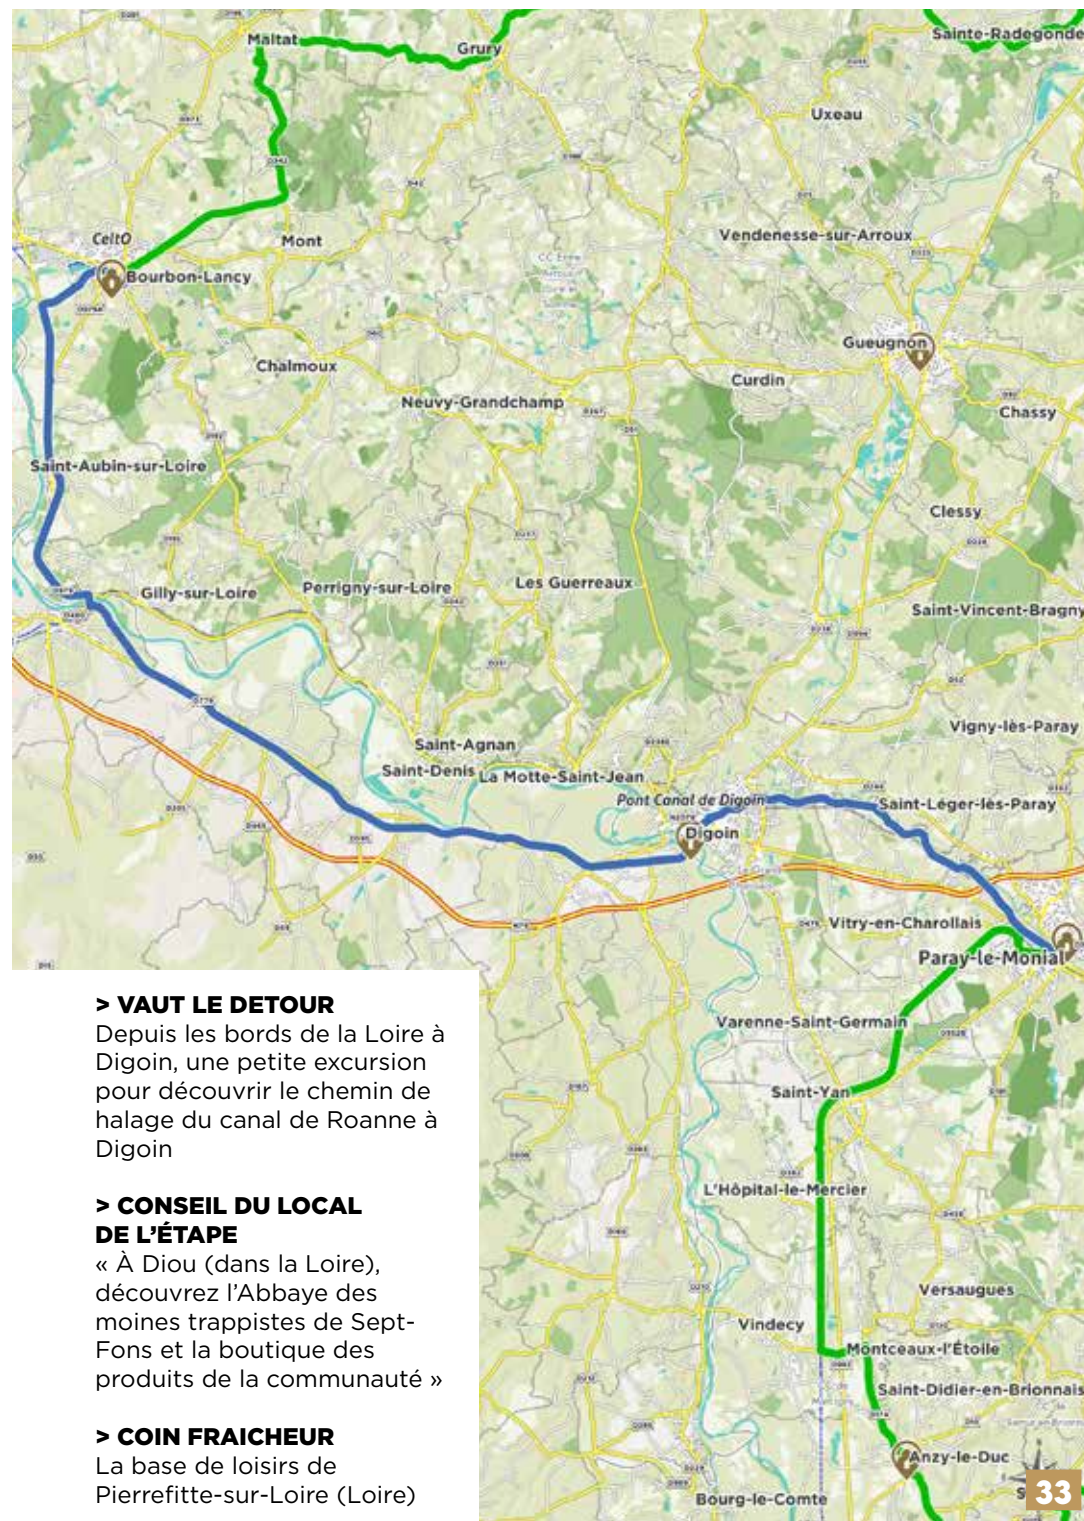 Maltat
Grury
Sainte-Radegonde
Uxeau
CeltO
Mont
Vendenesse-sur-Arroux
Bourbon-Lancy
Gueugnon
Chalmoux
Curdin
Neuvy-Grandchamp
Chassy
Saint-Aubin-sur-Loire
Clessy
Gilly-sur-Loire
Perrigny-sur-Loire
Les Guerreaux
Saint-Vincent-Bragny
Vigny-lès-Paray
Saint-Agnan
Saint-Denis
La Motte-Saint-Jean
Pont Canal de Digoin
Saint-Léger-lès-Paray
Digoin
Vitry-en-Charollais
Paray-le-Monial
Varenne-Saint-Germain
Saint-Yan
L'Hôpital-le-Mercier
Versaugues
Vindecy
Montceaux-l'Étoile
Saint-Didier-en-Brionnais
Anzy-le-Duc
Bourg-le-Comte
> VAUT LE DETOUR
Depuis les bords de la Loire à
Digoin, une petite excursion
pour découvrir le chemin de
halage du canal de Roanne à
Digoin
> CONSEIL DU LOCAL
DE L'ÉTAPE
« À Diou (dans la Loire),
découvrez l'Abbaye des
moines trappistes de Sept-
Fons et la boutique des
produits de la communauté »
> COIN FRAICHEUR
La base de loisirs de
Pierrefitte-sur-Loire (Loire)
33